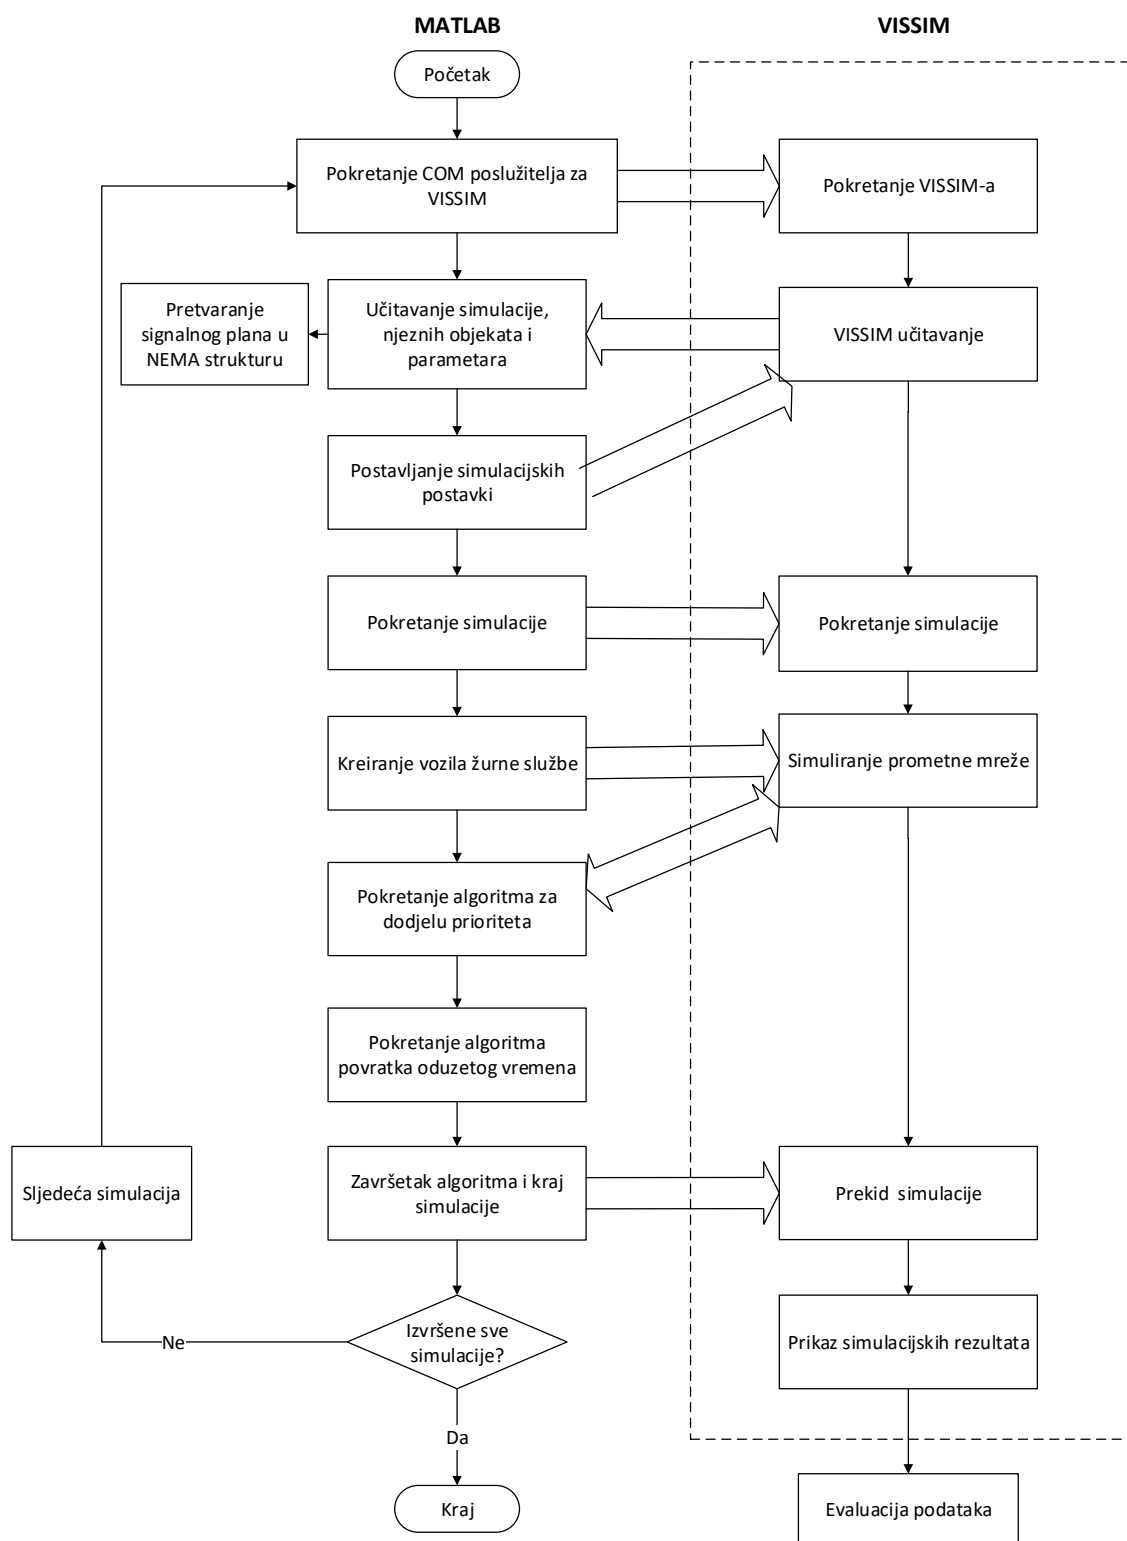 MATLAB
VISSIM
Početak
Pokretanje COM poslužitelja za
VISSIM
Pokretanje VISSIM-a
Pretvaranje
signalnog plana u
NEMA strukturu
Učitavanje simulacije,
njeznih objekata i
parametara
VISSIM učitavanje
Postavljanje simulacijskih
postavki
Pokretanje simulacije
Pokretanje simulacije
Kreiranje vozila žurne službe
Simuliranje prometne mreže
Pokretanje algoritma za
dodjelu prioriteta
Pokretanje algoritma
povratka oduzetog vremena
Sljedeća simulacija
Završetak algoritma i kraj
simulacije
Prekid simulacije
Ne
Izvršene sve
simulacije?
Prikaz simulacijskih rezultata
Da
Kraj
Evaluacija podataka